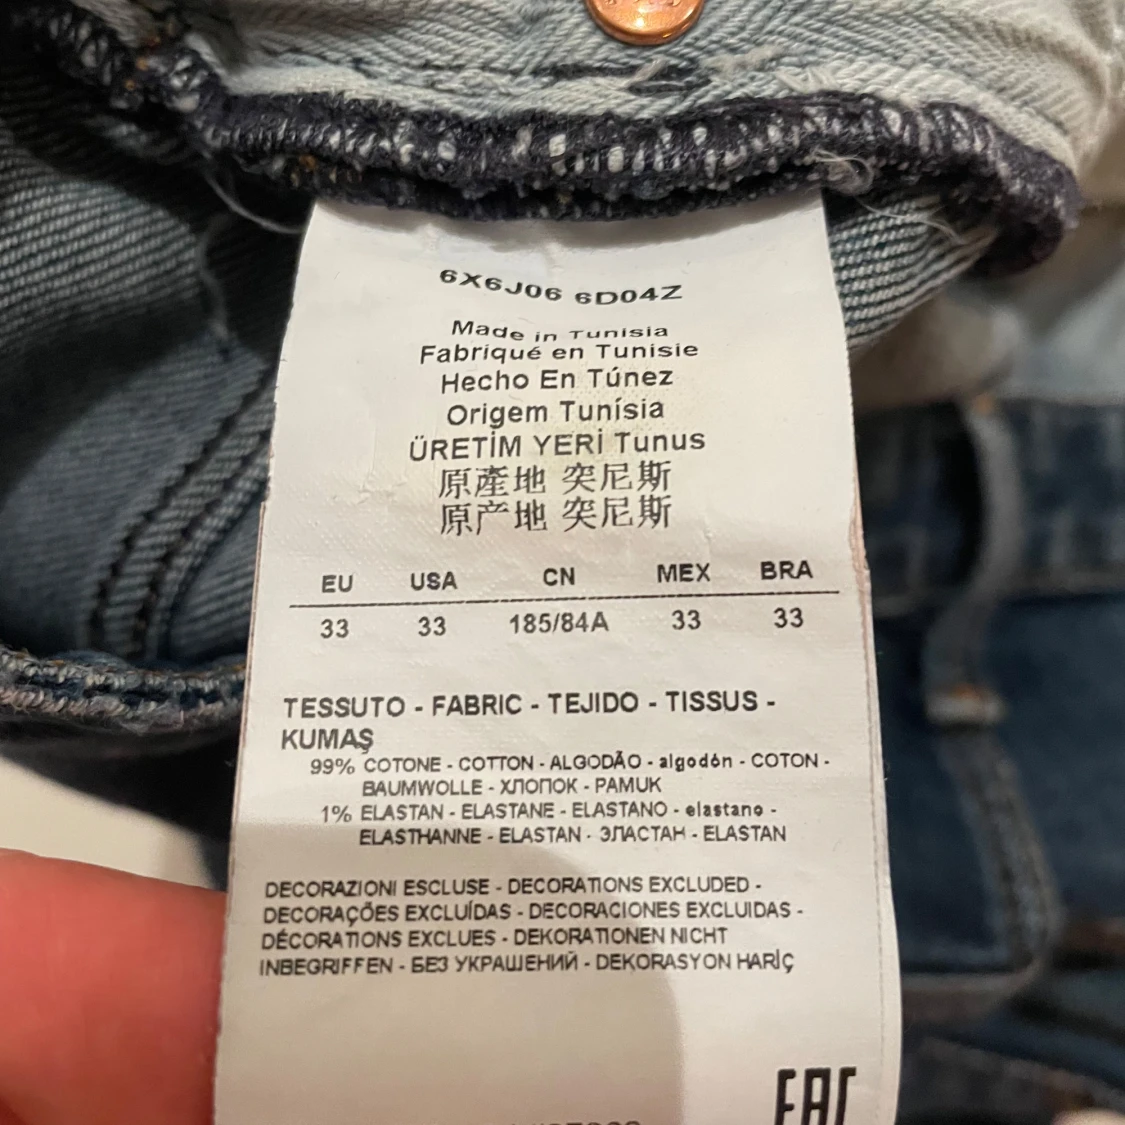 6X6J06 6D04Z
Made in Tunisia
Fabriqué en Tunisie
Hecho En Túnez
Origem Tunísia
ÜRETİM YERİ Tunus
原產地 突尼斯
原产地 突尼斯
EU USA CN MEX BRA
33 33 185/84A 33 33
TESSUTO - FABRIC - TEJIDO - TISSUS -
KUMAŞ
99% COTONE - COTTON - ALGODÃO - algodón - COTON -
BAUMWOLLE - ХЛОПОК - PAMUK
1% ELASTAN - ELASTANE - ELASTANO - elastano -
ELASTHANNE - ELASTAN - ЭЛАСТАН - ELASTAN
DECORAZIONI ESCLUSE - DECORATIONS EXCLUDED -
DECORAÇÕES EXCLUÍDAS - DECORACIONES EXCLUIDAS -
DÉCORATIONS EXCLUES - DEKORATIONEN NICHT
INBEGRIFFEN - БЕЗ УКРАШЕНИЙ - DEKORASYON HARİÇ
EAC